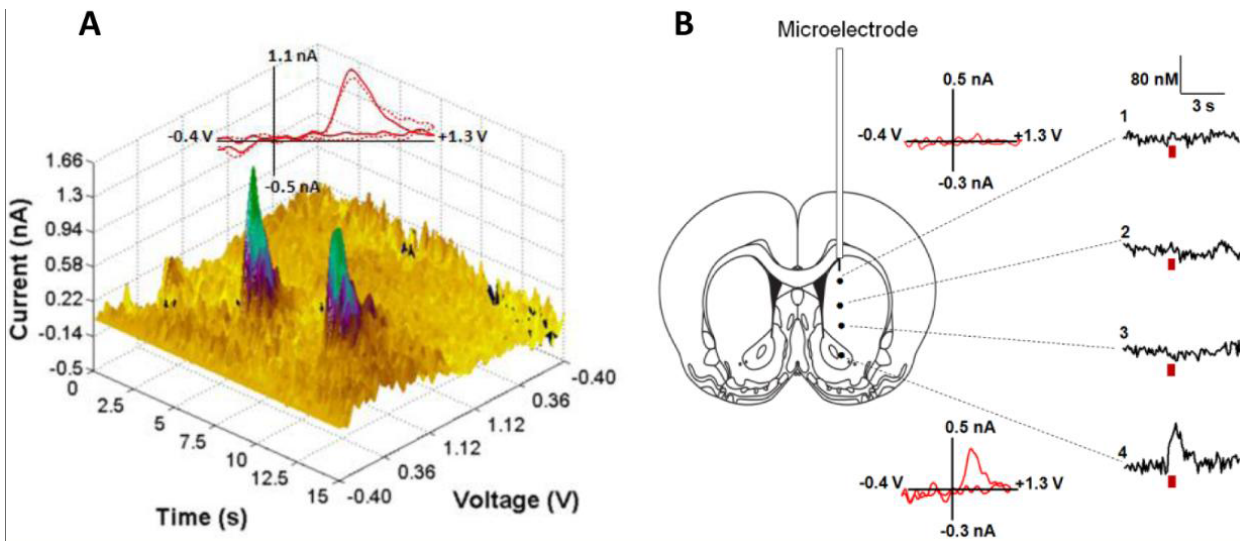 A
1.1 nA
-0.4 V
+1.3 V
-0.5 nA
Current (nA)
1.66
1.3
0.94
0.58
0.22
-0.14
-0.5
0
2.5
5
7.5
10
12.5
15
Time (s)
-0.40
0.36
1.12
1.12
0.36
-0.40
Voltage (V)
B
Microelectrode
0.5 nA
-0.4 V
+1.3 V
-0.3 nA
80 nM
3 s
1
2
3
4
0.5 nA
-0.4 V
+1.3 V
-0.3 nA